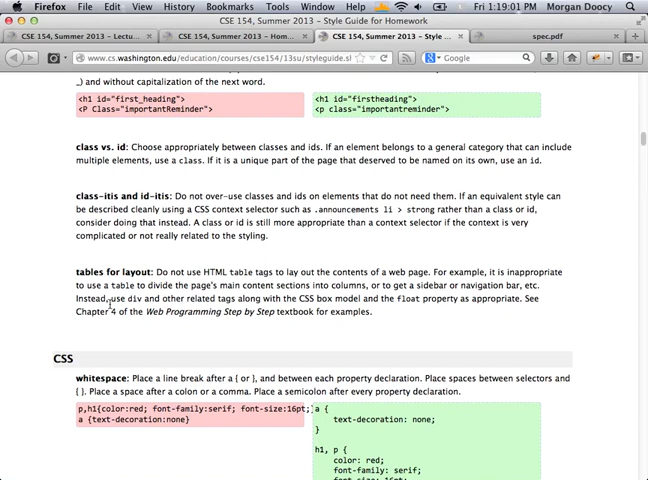 Firefox File Edit View History Bookmarks Tools Window Help Fri 1:19:01 PM Morgan Doocy
CSE 154, Summer 2013 – Style Guide for Homework
CSE 154, Summer 2013 – Lectu... CSE 154, Summer 2013 – Hom... CSE 154, Summer 2013 – Style ... spec.pdf
www.cs.washington.edu/education/courses/cse154/13su/styleguide.sl Google
_) and without capitalization of the next word.
<h1 id="first_heading"> <h1 id="firstheading">
<P Class="importantReminder"> <p class="importantreminder">
class vs. id: Choose appropriately between classes and ids. If an element belongs to a general category that can include
multiple elements, use a class. If it is a unique part of the page that deserved to be named on its own, use an id.
class-itis and id-itis: Do not over-use classes and ids on elements that do not need them. If an equivalent style can
be described cleanly using a CSS context selector such as .announcements li > strong rather than a class or id,
consider doing that instead. A class or id is still more appropriate than a context selector if the context is very
complicated or not really related to the styling.
tables for layout: Do not use HTML table tags to lay out the contents of a web page. For example, it is inappropriate
to use a table to divide the page's main content sections into columns, or to get a sidebar or navigation bar, etc.
Instead, use div and other related tags along with the CSS box model and the float property as appropriate. See
Chapter 4 of the Web Programming Step by Step textbook for examples.
CSS
whitespace: Place a line break after a { or }, and between each property declaration. Place spaces between selectors and
{ }. Place a space after a colon or a comma. Place a semicolon after every property declaration.
p,h1{color:red; font-family:serif; font-size:16pt;} a {
a {text-decoration:none} text-decoration: none;
}
h1, p {
color: red;
font-family: serif;
font-size: 16pt;